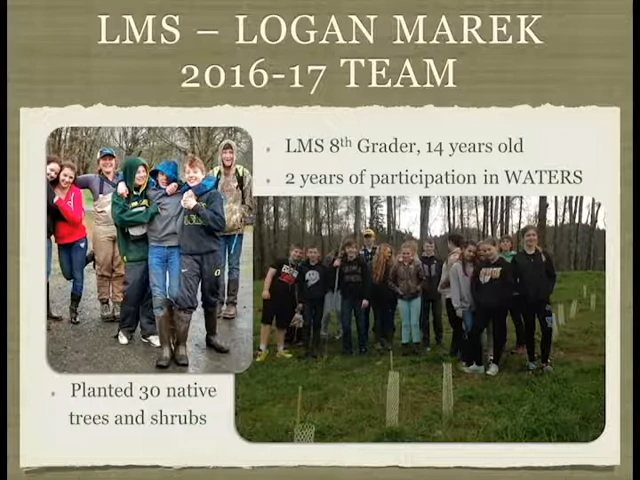 LMS – LOGAN MAREK
2016-17 TEAM
LMS 8th Grader, 14 years old
2 years of participation in WATERS
Planted 30 native
trees and shrubs